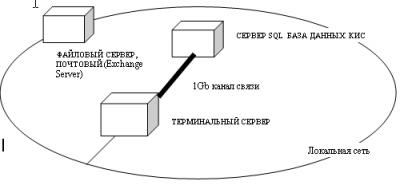 ФАЙЛОВЫЙ СЕРВЕР,
ПОЧТОВЫЙ (Exchange
Server)
СЕРВЕР SQL БАЗА ДАННЫХ КИС
1Gb канал связи
ТЕРМИНАЛЬНЫЙ СЕРВЕР
Локальная сеть